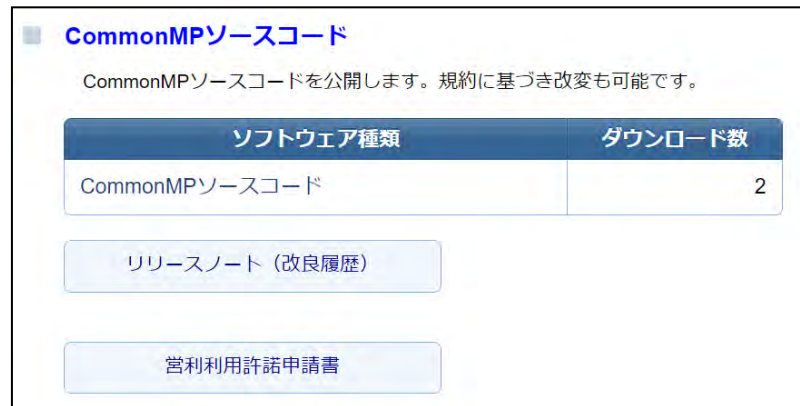 CommonMPソースコード
CommonMPソースコードを公開します。規約に基づき改変も可能です。
ソフトウェア種類 ダウンロード数
CommonMPソースコード 2
リリースノート（改良履歴）
営利利用許諾申請書